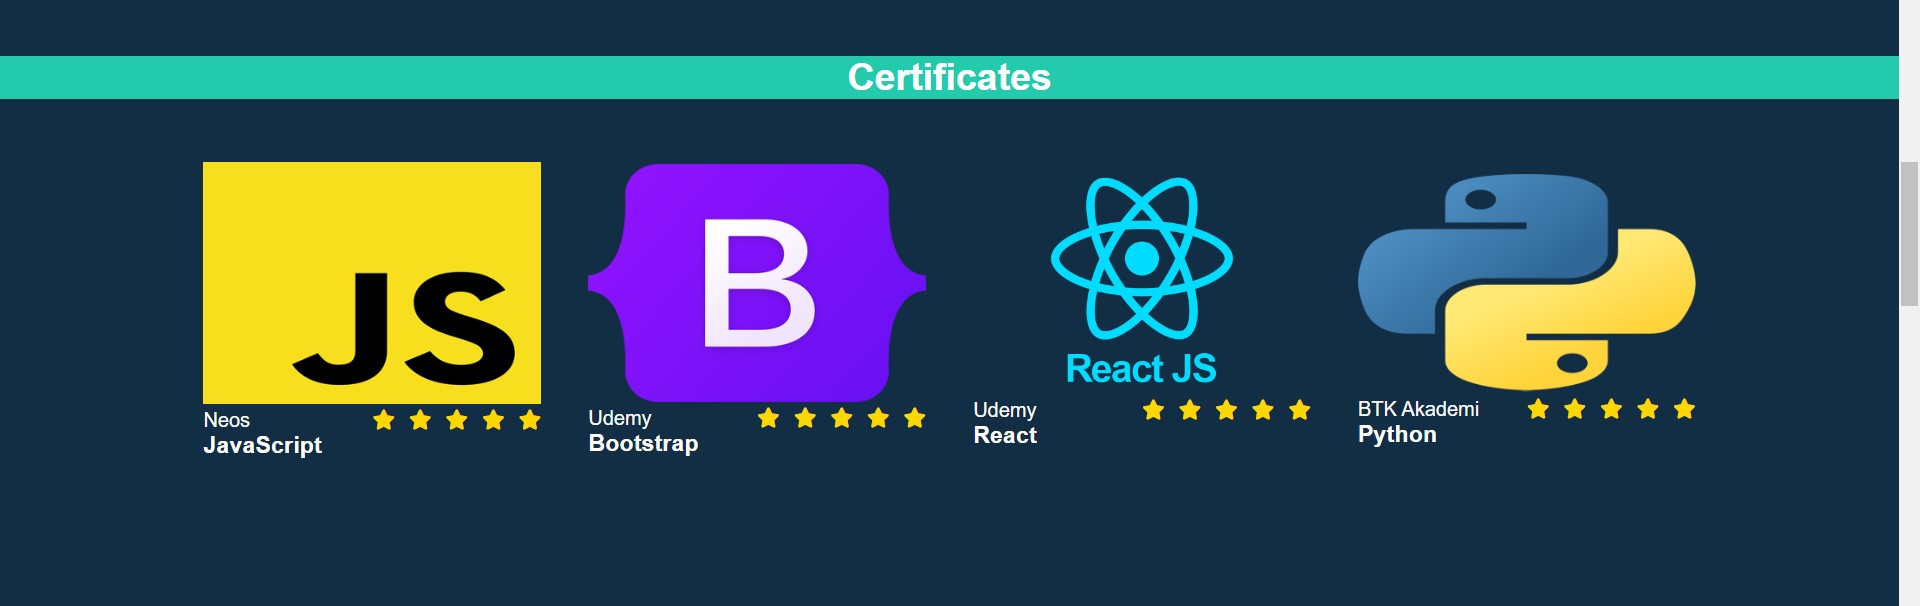 Certificates
JS
Neos
JavaScript
B
Udemy
Bootstrap
React JS
Udemy
React
BTK Akademi
Python